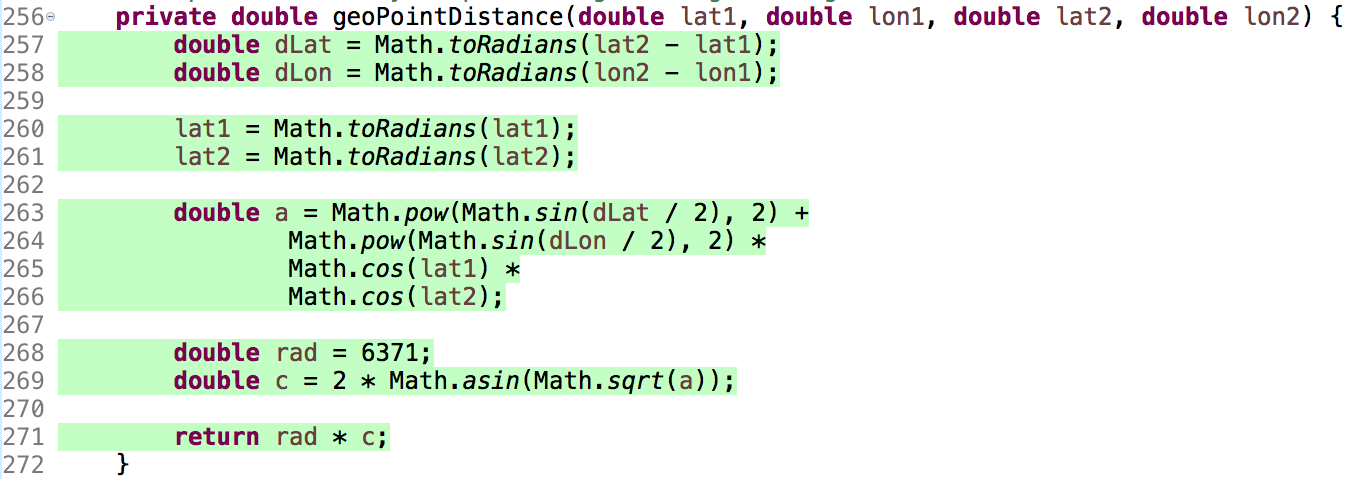 256 private double geoPointDistance(double lat1, double lon1, double lat2, double lon2) {
257 double dLat = Math.toRadians(lat2 - lat1);
258 double dLon = Math.toRadians(lon2 - lon1);
259
260 lat1 = Math.toRadians(lat1);
261 lat2 = Math.toRadians(lat2);
262
263 double a = Math.pow(Math.sin(dLat / 2), 2) +
264 Math.pow(Math.sin(dLon / 2), 2) *
265 Math.cos(lat1) *
266 Math.cos(lat2);
267
268 double rad = 6371;
269 double c = 2 * Math.asin(Math.sqrt(a));
270
271 return rad * c;
272 }